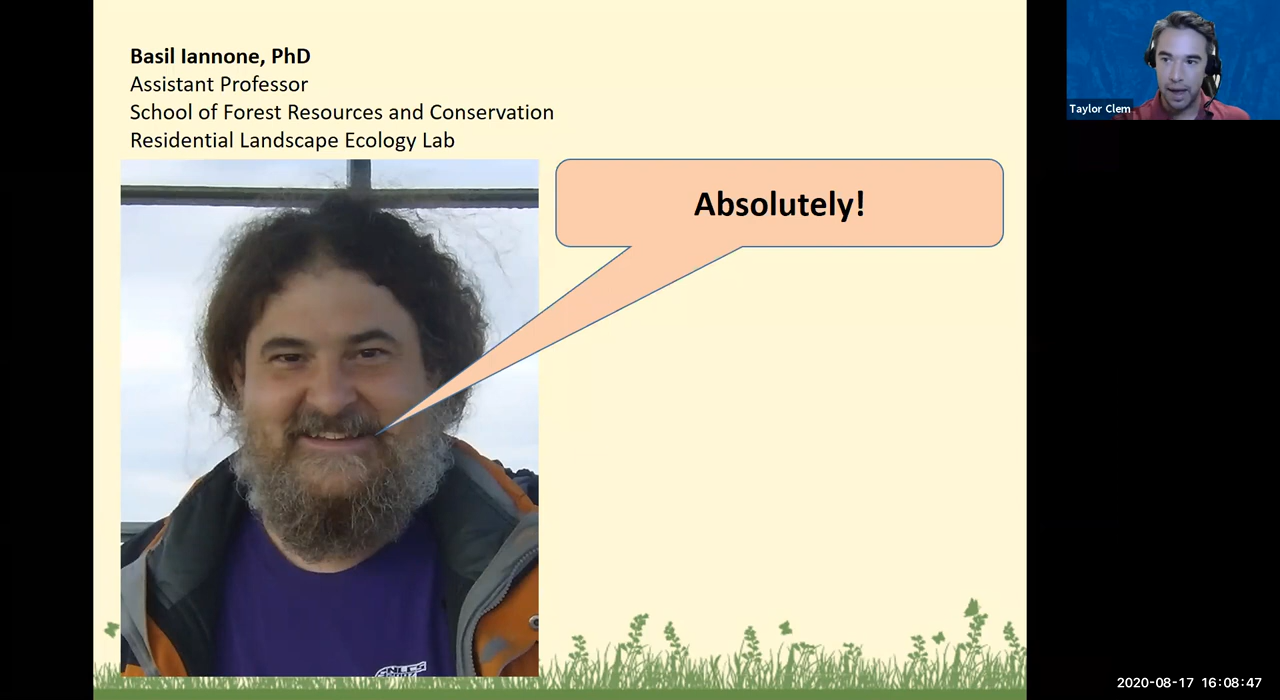 Basil Iannone, PhD
Assistant Professor
School of Forest Resources and Conservation
Residential Landscape Ecology Lab
Absolutely!
Taylor Clem
2020-08-17 16:08:47